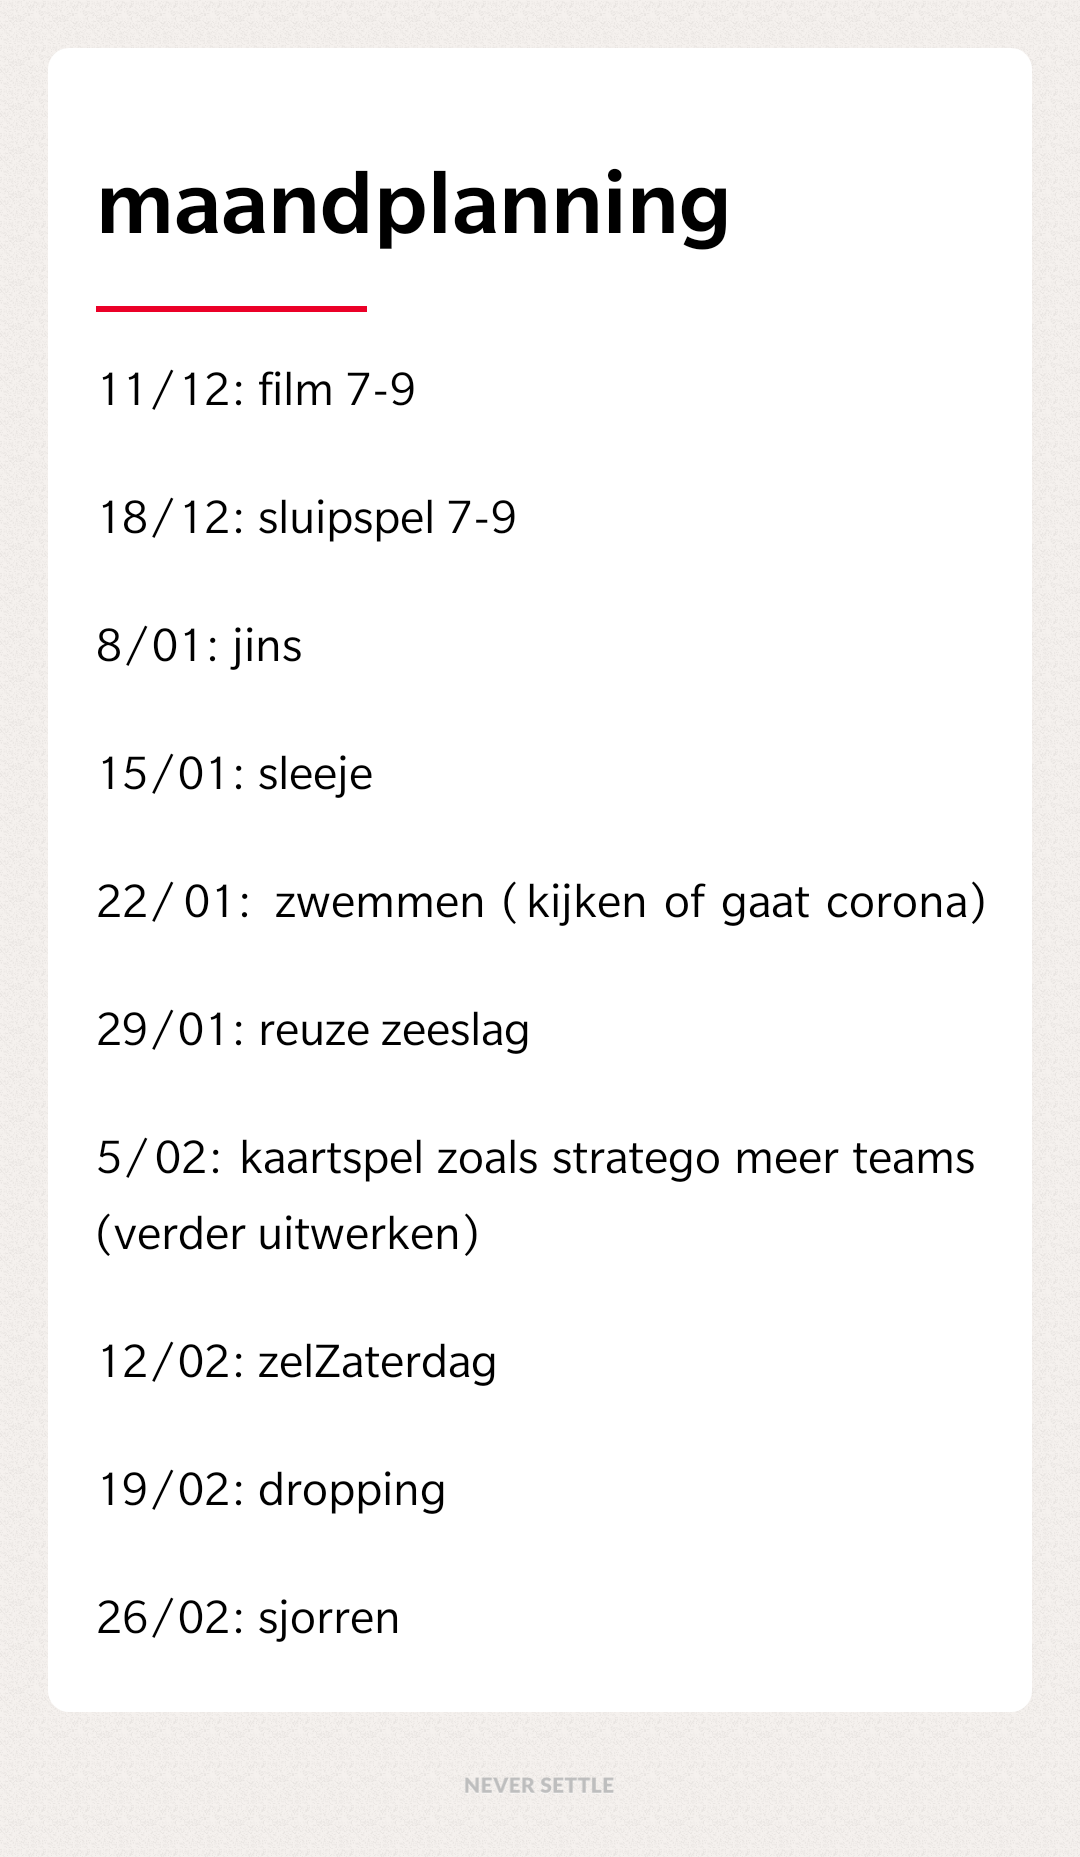 maandplanning
11/12: film 7-9
18/12: sluipspel 7-9
8/01: jins
15/01: sleeje
22/ 01: zwemmen ( kijken of gaat corona)
29/01: reuze zeeslag
5/02: kaartspel zoals stratego meer teams
(verder uitwerken)
12/02: zelZaterdag
19/02: dropping
26/02: sjorren
NEVER SETTLE